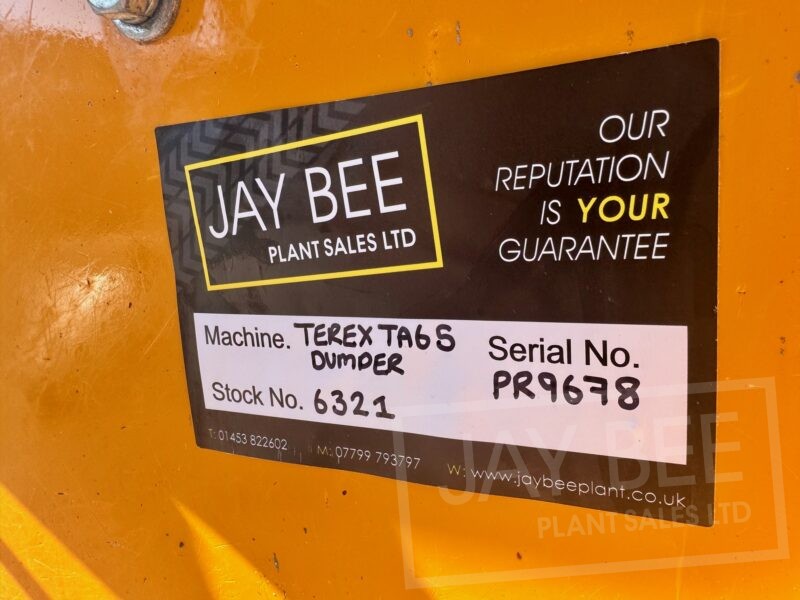 JAY BEE
PLANT SALES LTD
OUR
REPUTATION
IS YOUR
GUARANTEE
Machine. TEREX TA6S
DUMPER
Stock No. 6321
Serial No.
PR9678
T: 01453 822602
M: 07799 793797
W: www.jaybeeplant.co.uk
JAY BEE
PLANT SALES LTD